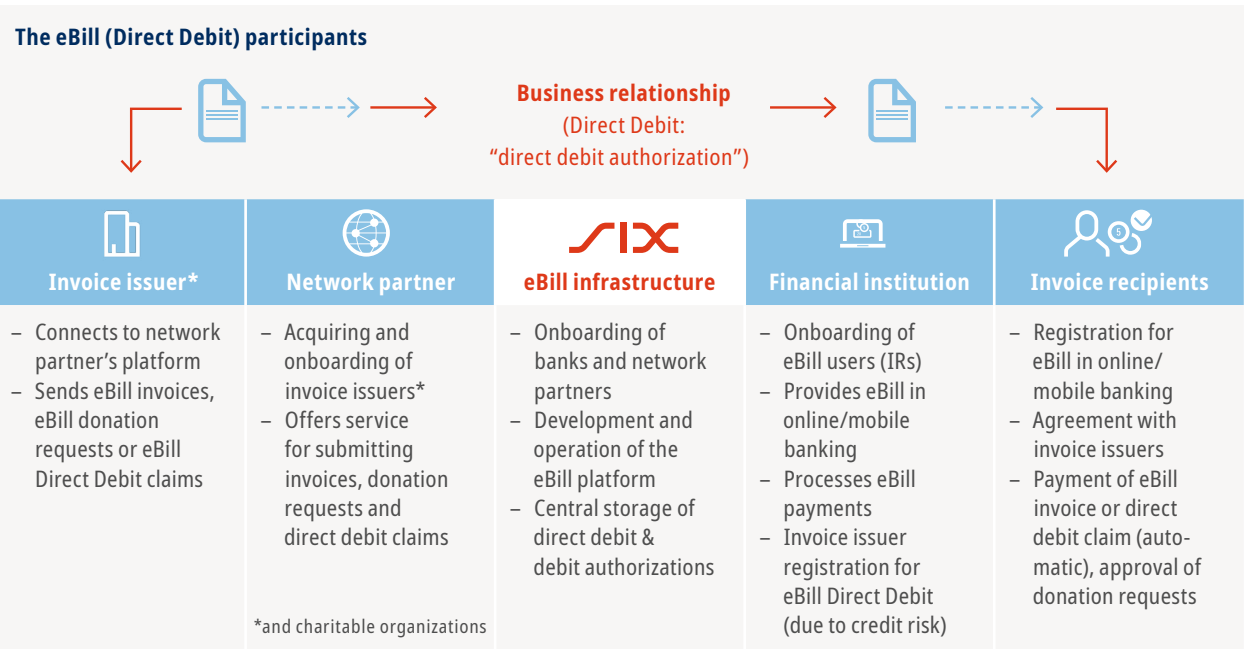 The eBill (Direct Debit) participants
Business relationship
(Direct Debit:
“direct debit authorization”)
Invoice issuer*
– Connects to network
partner’s platform
– Sends eBill invoices,
eBill donation
requests or eBill
Direct Debit claims
Network partner
– Acquiring and
onboarding of
invoice issuers*
– Offers service
for submitting
invoices, donation
requests and
direct debit claims
*and charitable organizations
SIX
eBill infrastructure
– Onboarding of
banks and network
partners
– Development and
operation of the
eBill platform
– Central storage of
direct debit &
debit authorizations
Financial institution
– Onboarding of
eBill users (IRs)
– Provides eBill in
online/mobile
banking
– Processes eBill
payments
– Invoice issuer
registration for
eBill Direct Debit
(due to credit risk)
5
Invoice recipients
– Registration for
eBill in online/
mobile banking
– Agreement with
invoice issuers
– Payment of eBill
invoice or direct
debit claim (auto-
matic), approval of
donation requests